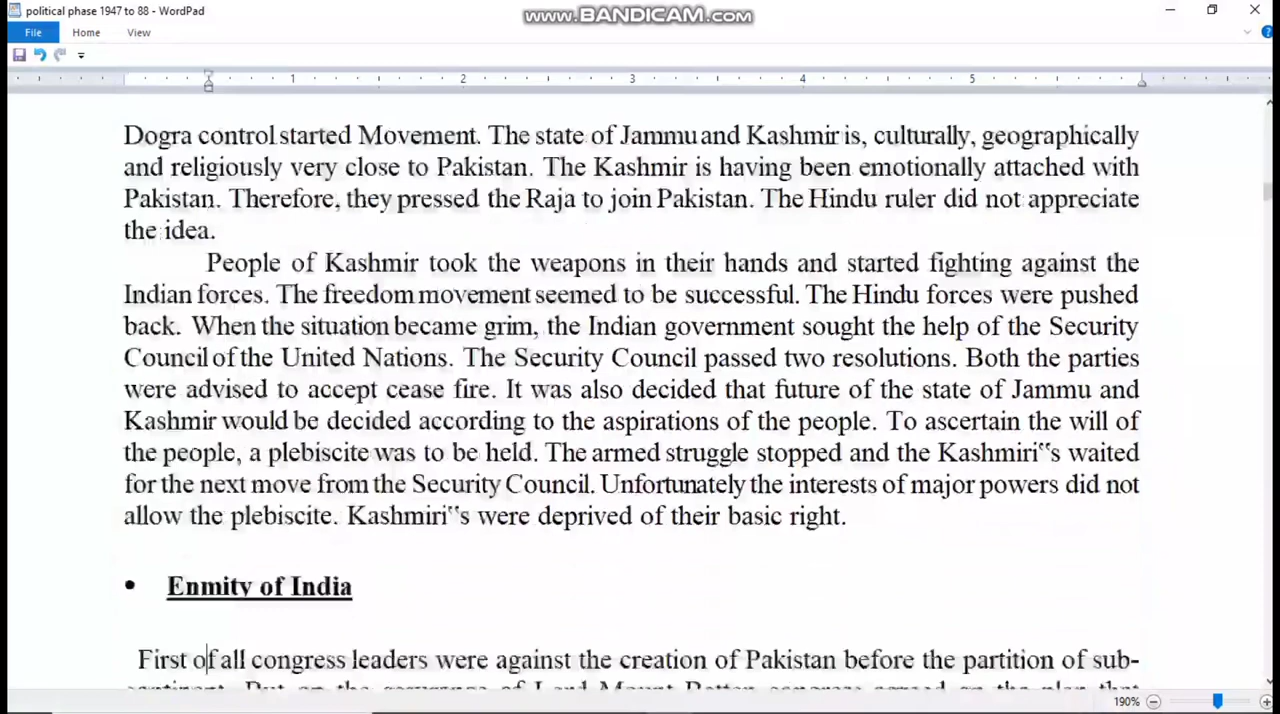 political phase 1947 to 88 - WordPad
www.BANDICAM.com
File Home View
1 2 3 4 5
Dogra control started Movement. The state of Jammu and Kashmir is, culturally, geographically
and religiously very close to Pakistan. The Kashmir is having been emotionally attached with
Pakistan. Therefore, they pressed the Raja to join Pakistan. The Hindu ruler did not appreciate
the idea.
People of Kashmir took the weapons in their hands and started fighting against the
Indian forces. The freedom movement seemed to be successful. The Hindu forces were pushed
back. When the situation became grim, the Indian government sought the help of the Security
Council of the United Nations. The Security Council passed two resolutions. Both the parties
were advised to accept cease fire. It was also decided that future of the state of Jammu and
Kashmir would be decided according to the aspirations of the people. To ascertain the will of
the people, a plebiscite was to be held. The armed struggle stopped and the Kashmiri‟s waited
for the next move from the Security Council. Unfortunately the interests of major powers did not
allow the plebiscite. Kashmiri‟s were deprived of their basic right.
• Enmity of India
First of all congress leaders were against the creation of Pakistan before the partition of sub-
190%